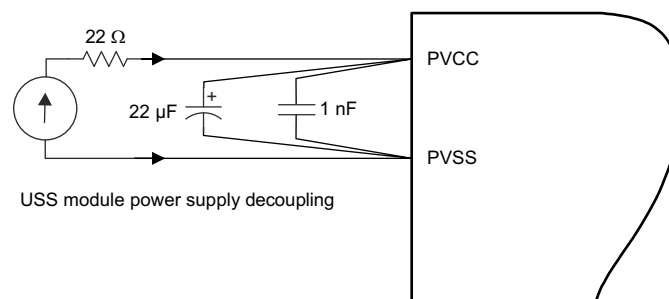 22 Ω
PVCC
+
22 µF
1 nF
PVSS
USS module power supply decoupling